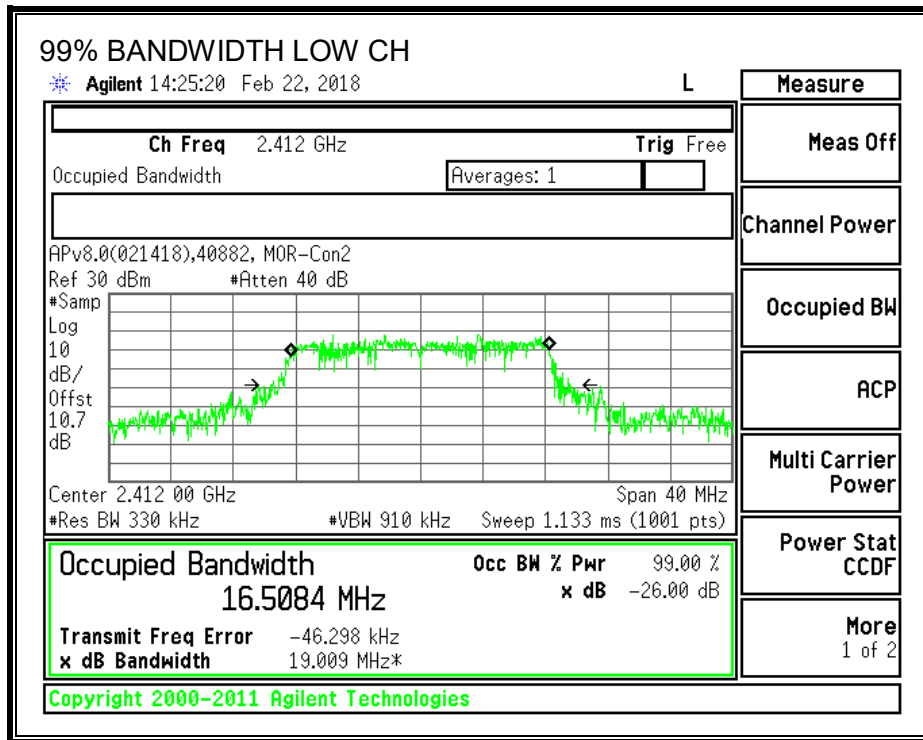 99% BANDWIDTH LOW CH
Agilent 14:25:20 Feb 22, 2018 L
Measure
Ch Freq 2.412 GHz Trig Free
Meas Off
Occupied Bandwidth Averages: 1
Channel Power
APv8.0(021418),40882, MOR-Con2
Ref 30 dBm #Atten 40 dB
#Samp
Log
10
dB/
Offst
10.7
dB
Occupied BW
ACP
Multi Carrier
Power
Center 2.412 00 GHz Span 40 MHz
#Res BW 330 kHz #VBW 910 kHz Sweep 1.133 ms (1001 pts)
Power Stat
CCDF
Occupied Bandwidth Occ BW % Pwr 99.00 %
16.5084 MHz x dB -26.00 dB
Transmit Freq Error -46.298 kHz
x dB Bandwidth 19.009 MHz*
More
1 of 2
Copyright 2000-2011 Agilent Technologies